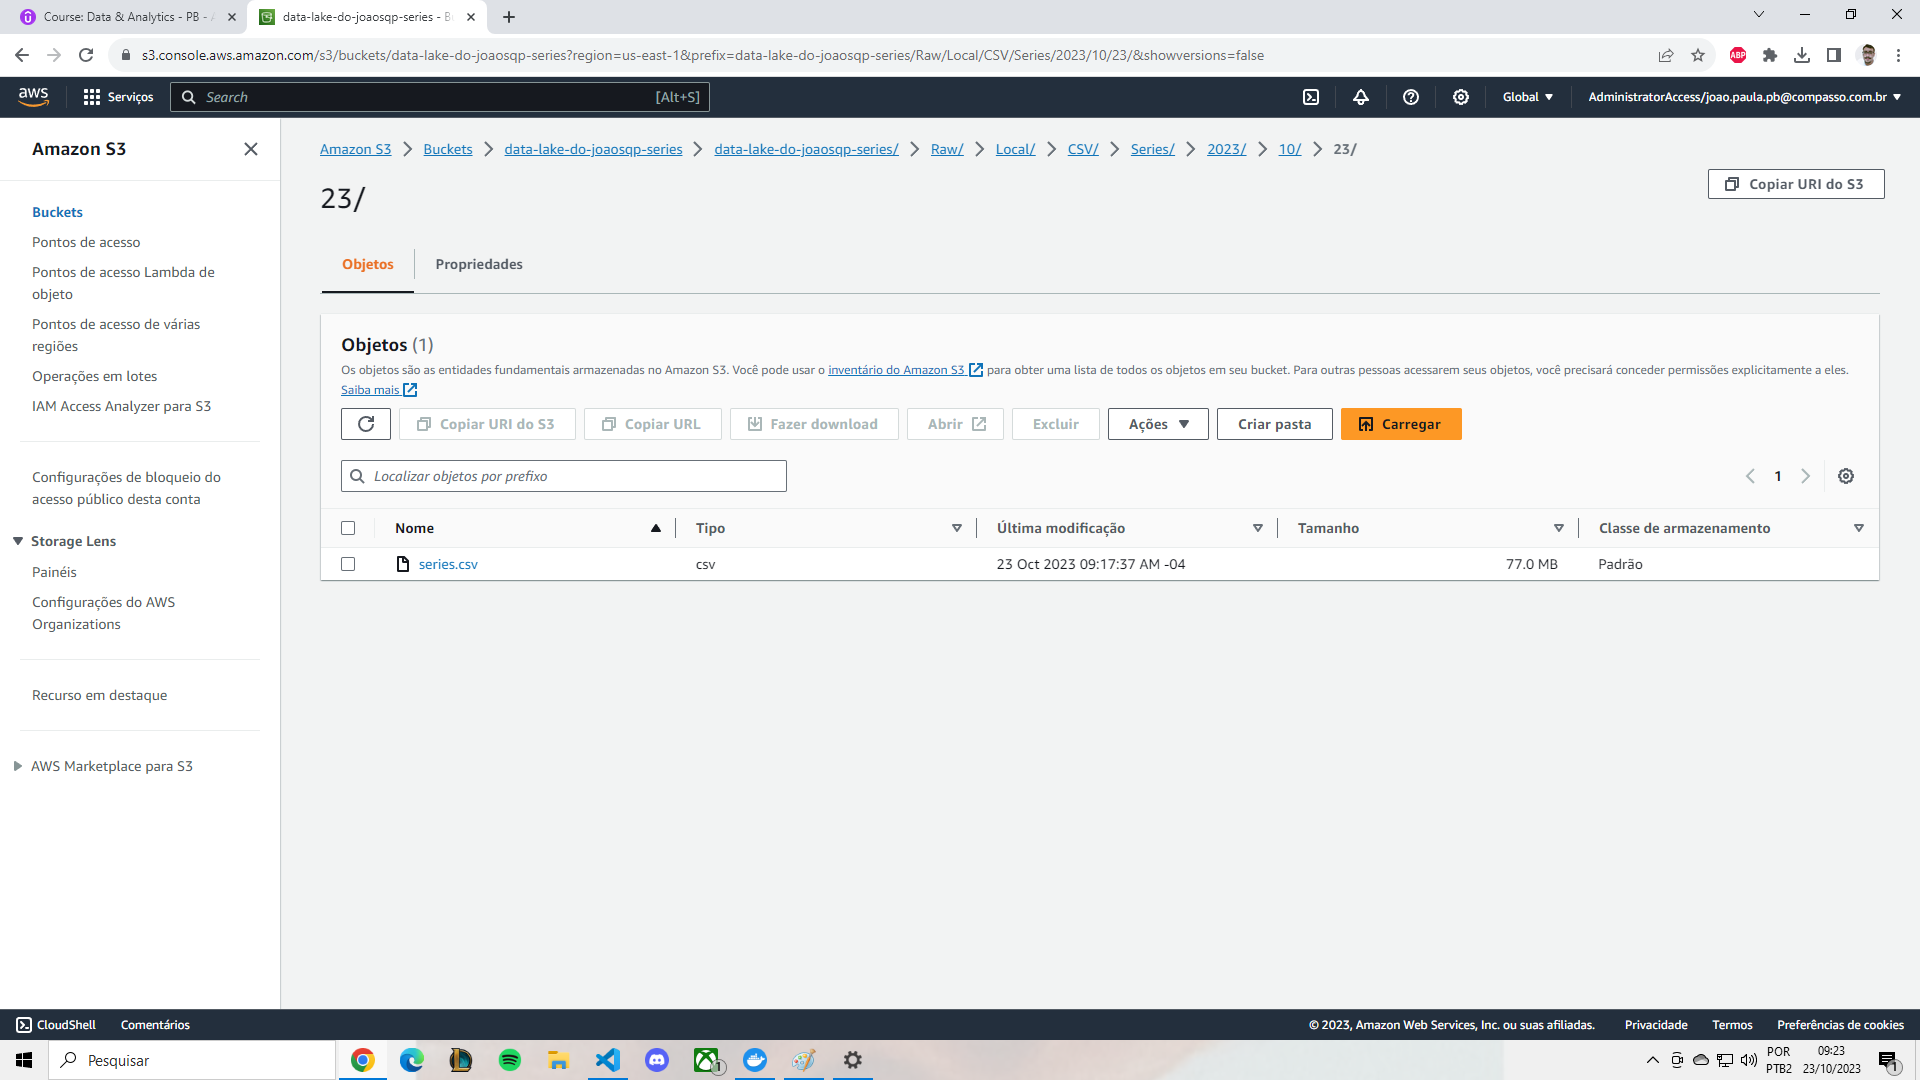 Course: Data & Analytics - PB -
data-lake-do-joaosqp-series - B
s3.console.aws.amazon.com/s3/buckets/data-lake-do-joaosqp-series?region=us-east-1&prefix=data-lake-do-joaosqp-series/Raw/Local/CSV/Series/2023/10/23/&showversions=false
ABP
aws
Serviços
Search
[Alt+S]
Global
AdministratorAccess/joao.paula.pb@compasso.com.br
Amazon S3
Buckets
Pontos de acesso
Pontos de acesso Lambda de
objeto
Pontos de acesso de várias
regiões
Operações em lotes
IAM Access Analyzer para S3
Configurações de bloqueio do
acesso público desta conta
Storage Lens
Painéis
Configurações do AWS
Organizations
Recurso em destaque
AWS Marketplace para S3
Amazon S3 Buckets data-lake-do-joaosqp-series data-lake-do-joaosqp-series/ Raw/ Local/ CSV/ Series/ 2023/ 10/ 23/
23/
Copiar URI do S3
Objetos
Propriedades
Objetos (1)
Os objetos são as entidades fundamentais armazenadas no Amazon S3. Você pode usar o inventário do Amazon S3 para obter uma lista de todos os objetos em seu bucket. Para outras pessoas acessarem seus objetos, você precisará conceder permissões explicitamente a eles.
Saiba mais
Copiar URI do S3
Copiar URL
Fazer download
Abrir
Excluir
Ações
Criar pasta
Carregar
Localizar objetos por prefixo
1
Nome Tipo Última modificação Tamanho Classe de armazenamento
series.csv csv 23 Oct 2023 09:17:37 AM -04 77.0 MB Padrão
CloudShell
Comentários
© 2023, Amazon Web Services, Inc. ou suas afiliadas.
Privacidade
Termos
Preferências de cookies
Pesquisar
1
POR
PTB2
09:23
23/10/2023
1